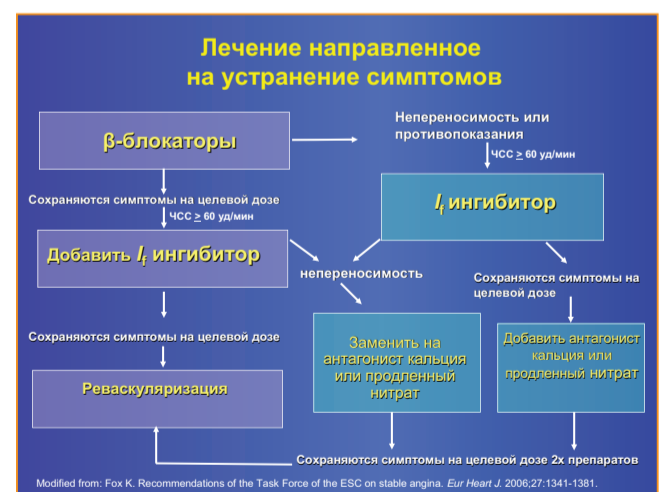 Лечение направленное
на устранение симптомов
β-блокаторы
Непереносимость или
противопоказания
ЧСС ≥ 60 уд/мин
Сохраняются симптомы на целевой дозе
ЧСС ≥ 60 уд/мин
If ингибитор
Добавить If ингибитор
непереносимость
Сохраняются симптомы на
целевой дозе
Сохраняются симптомы на целевой дозе
Заменить на
антагонист кальция
или продленный
нитрат
Добавить антагонист
кальция или
продленный нитрат
Реваскуляризация
Сохраняются симптомы на целевой дозе 2х препаратов
Modified from: Fox K. Recommendations of the Task Force of the ESC on stable angina. Eur Heart J. 2006;27:1341-1381.